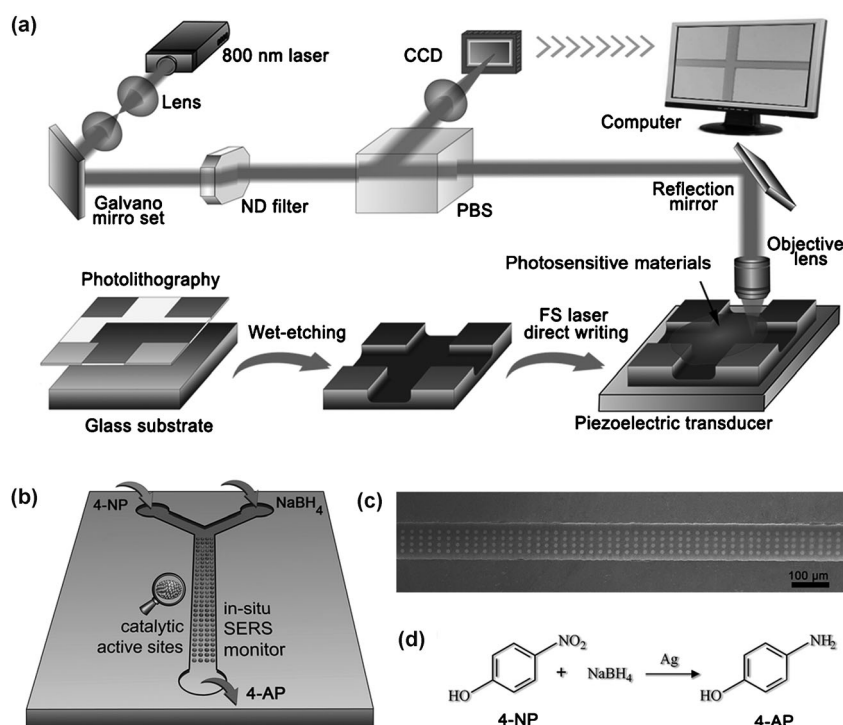 (a)
800 nm laser
Lens
CCD
Computer
Galvano
mirro set
ND filter
PBS
Reflection
mirror
Objective
lens
Photosensitive materials
Photolithography
Wet-etching
FS laser
direct writing
Glass substrate
Piezoelectric transducer
(b)
4-NP
NaBH4
catalytic
active sites
in-situ
SERS
monitor
4-AP
(c)
100 µm
(d)
NO2
HO
+
NaBH4
Ag
NH2
HO
4-NP
4-AP